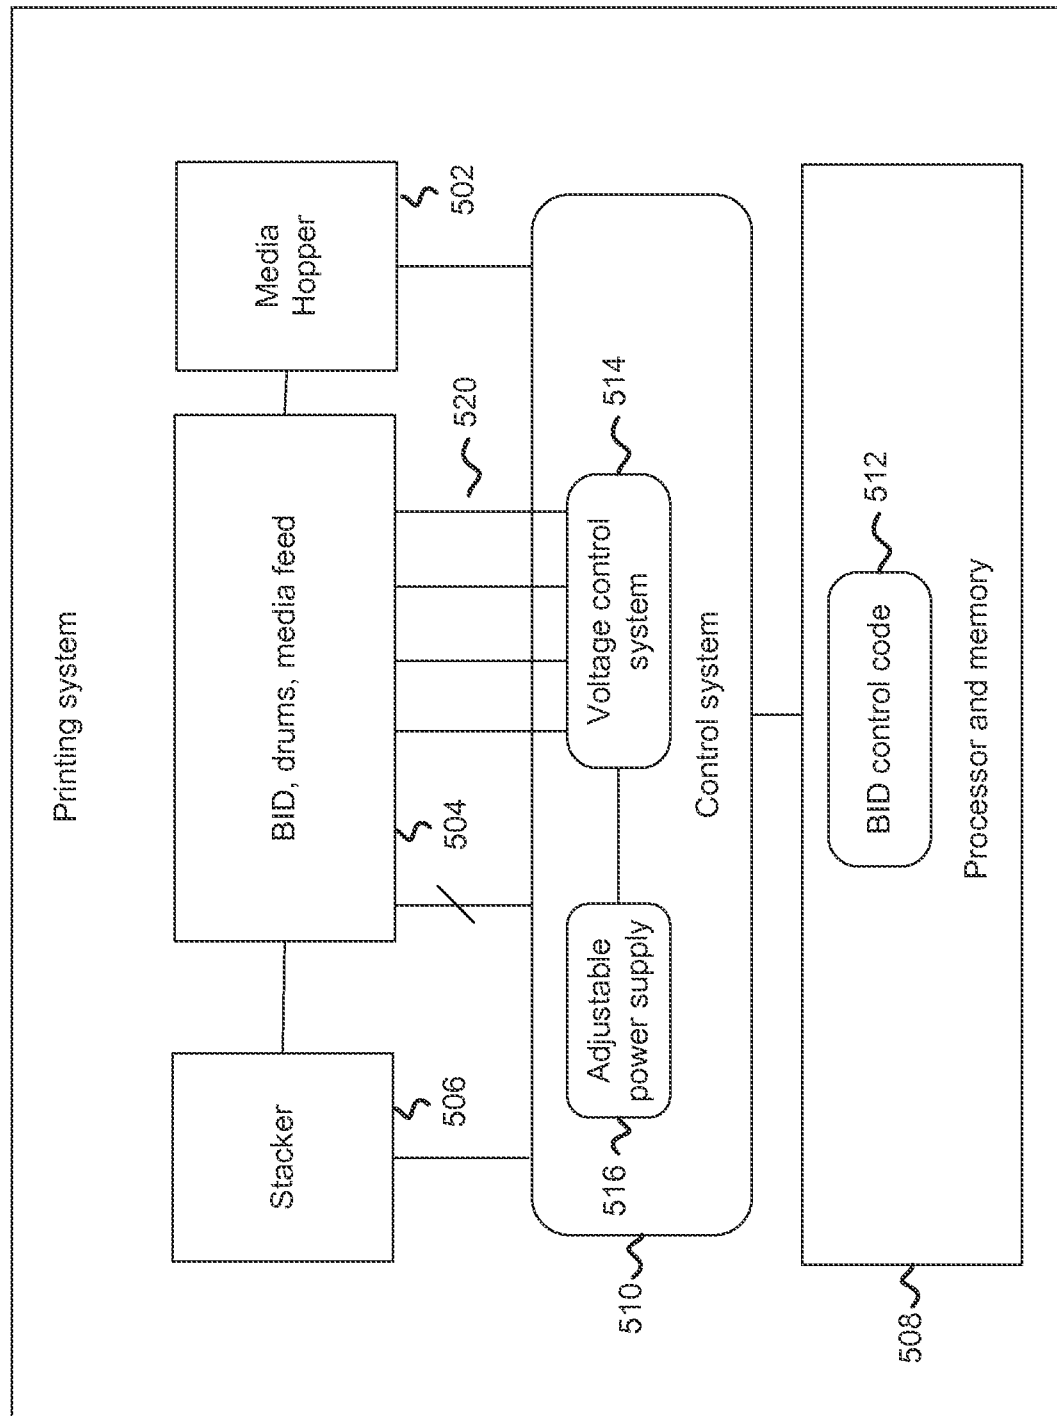 Printing system
Stacker
506
BID, drums, media feed
504
520
Media
Hopper
502
510
516
Adjustable
power supply
Voltage control
system
514
Control system
508
BID control code
512
Processor and memory